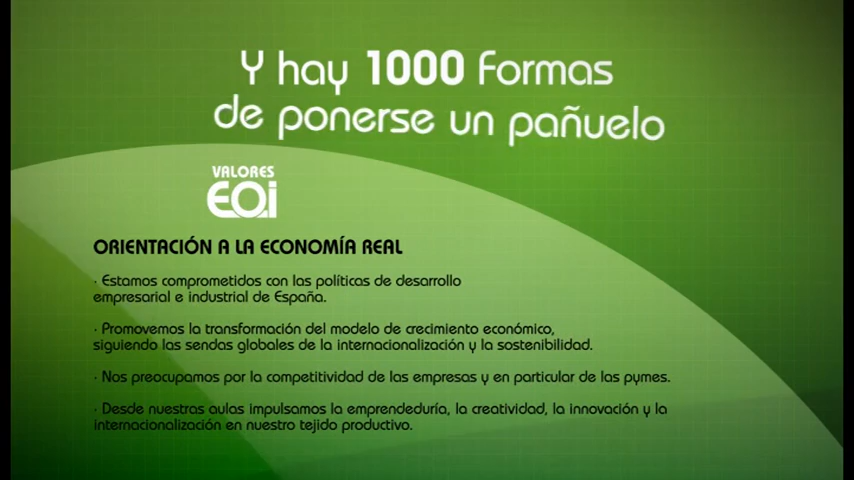 Y hay 1000 Formas
de ponerse un pañuelo
VALORES
EOi
ORIENTACIÓN A LA ECONOMÍA REAL
· Estamos comprometidos con las políticas de desarrollo
empresarial e industrial de España.
· Promovemos la transformación del modelo de crecimiento económico,
siguiendo las sendas globales de la internacionalización y la sostenibilidad.
· Nos preocupamos por la competitividad de las empresas y en particular de las pymes.
· Desde nuestras aulas impulsamos la emprendeduría, la creatividad, la innovación y la
internacionalización en nuestro tejido productivo.